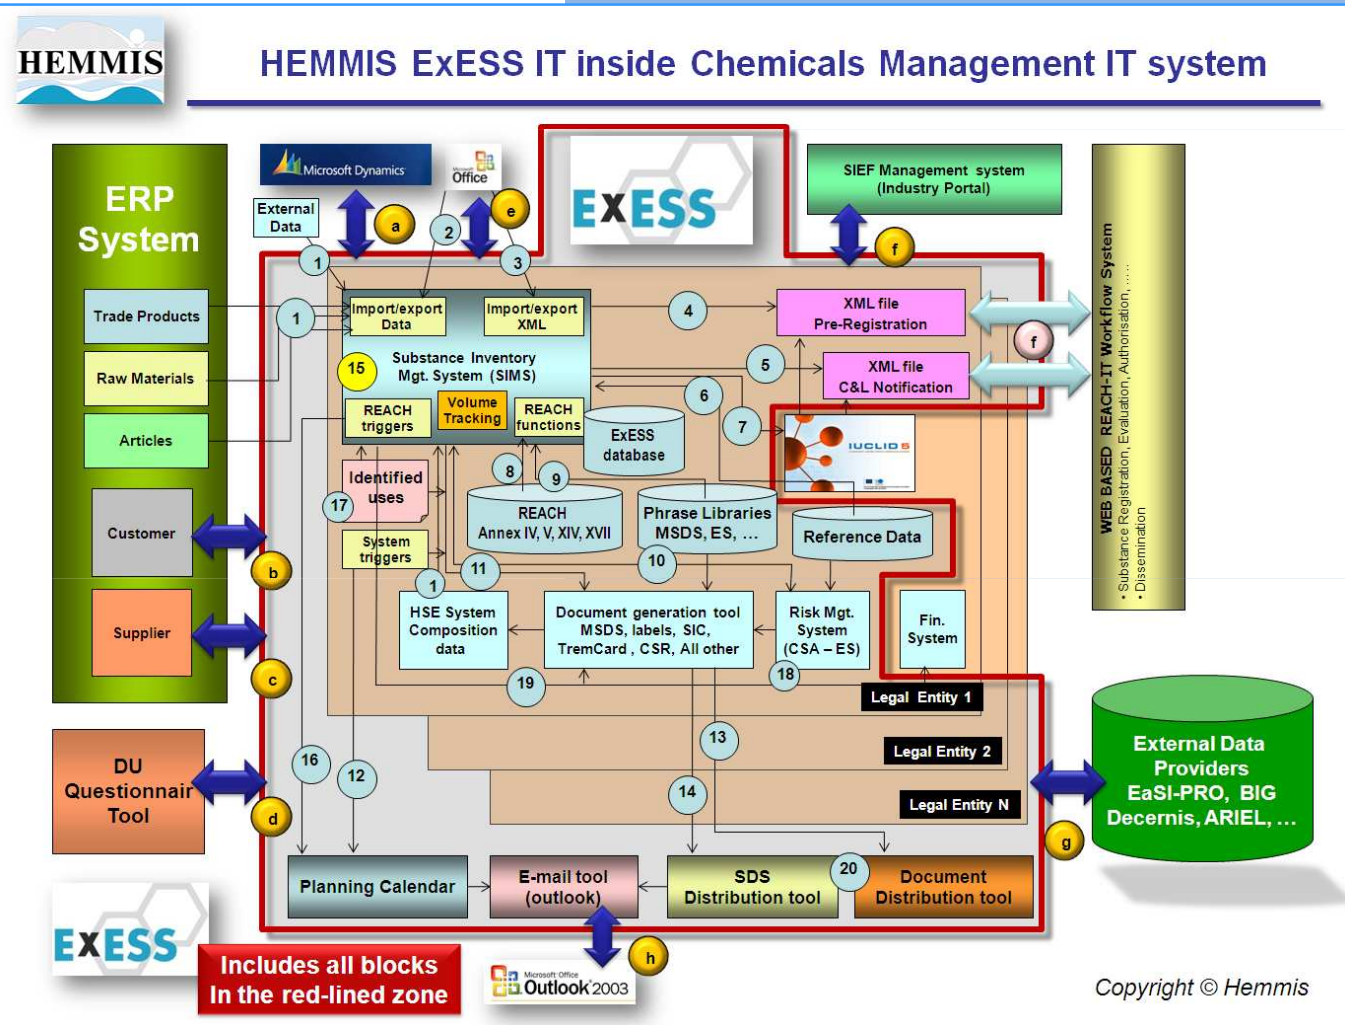 HEMMIS
HEMMIS ExESS IT inside Chemicals Management IT system
ERP
System
Microsoft Dynamics
Microsoft
Office
ExESS
SIEF Management system
(Industry Portal)
External
Data
a
2
e
f
1
3
Trade Products
1
Import/export
Data
Import/export
XML
4
XML file
Pre-Registration
f
Raw Materials
15
Substance Inventory
Mgt. System (SIMS)
5
XML file
C&L Notification
6
Articles
REACH
triggers
Volume
Tracking
REACH
functions
7
ExESS
database
IUCLID 5
WEB BASED REACH-IT Workflow System
• Substance Registration, Evaluation, Authorisation, … …
• Dissemination
Identified
uses
8
9
17
REACH
Annex IV, V, XIV, XVII
Phrase Libraries
MSDS, ES, …
Reference Data
Customer
System
triggers
b
11
10
1
HSE System
Composition
data
Document generation tool
MSDS, labels, SIC,
TremCard , CSR, All other
Risk Mgt.
System
(CSA – ES)
Fin.
System
Supplier
c
19
18
Legal Entity 1
13
Legal Entity 2
16
12
14
Legal Entity N
DU
Questionnair
Tool
d
External Data
Providers
EaSI-PRO, BIG
Decernis, ARIEL, …
g
Planning Calendar
E-mail tool
(outlook)
SDS
Distribution tool
20
Document
Distribution tool
ExESS
Includes all blocks
In the red-lined zone
h
Microsoft Office
Outlook 2003
Copyright © Hemmis